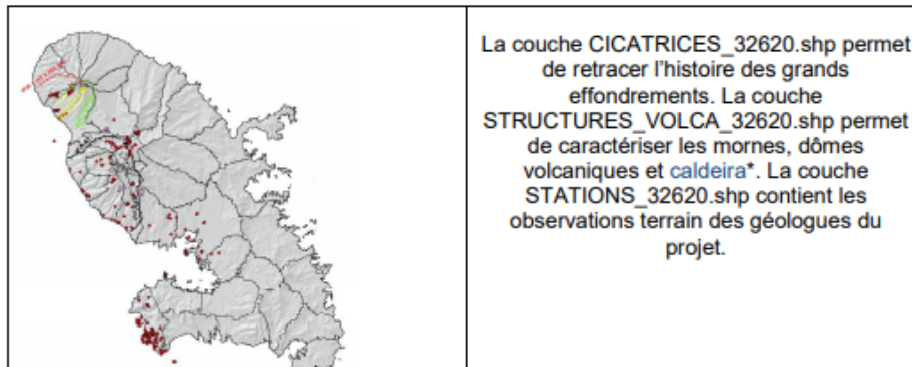 La couche CICATRICES_32620.shp permet
de retracer l’histoire des grands
effondrements. La couche
STRUCTURES_VOLCA_32620.shp permet
de caractériser les mornes, dômes
volcaniques et caldeira*. La couche
STATIONS_32620.shp contient les
observations terrain des géologues du
projet.